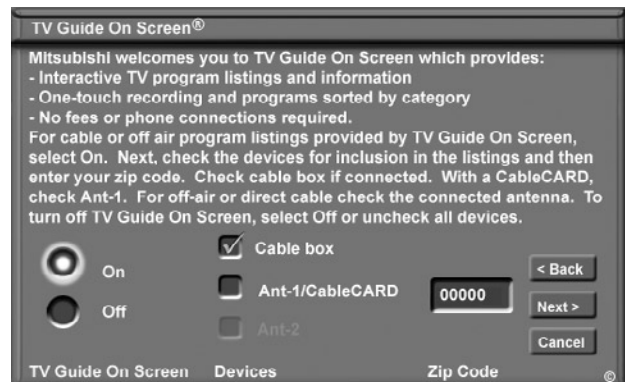 TV Guide On Screen®
Mitsubishi welcomes you to TV Guide On Screen which provides:
- Interactive TV program listings and information
- One-touch recording and programs sorted by category
- No fees or phone connections required.
For cable or off air program listings provided by TV Guide On Screen,
select On. Next, check the devices for inclusion in the listings and then
enter your zip code. Check cable box if connected. With a CableCARD,
check Ant-1. For off-air or direct cable check the connected antenna. To
turn off TV Guide On Screen, select Off or uncheck all devices.
On
Off
Cable box
Ant-1/CableCARD
Ant-2
00000
< Back
Next >
Cancel
TV Guide On Screen Devices Zip Code ©